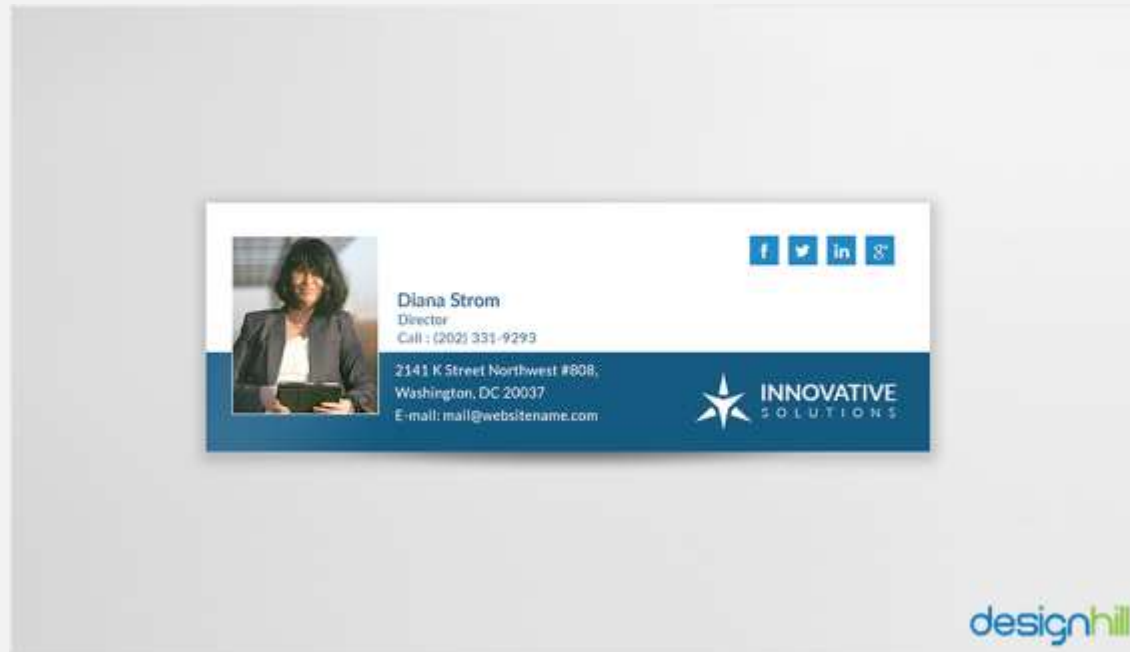 Diana Strom
Director
Call : (202) 331-9293
2141 K Street Northwest #808,
Washington, DC 20037
E-mail: mail@websitename.com
f
in
g+
INNOVATIVE
SOLUTIONS
designhill